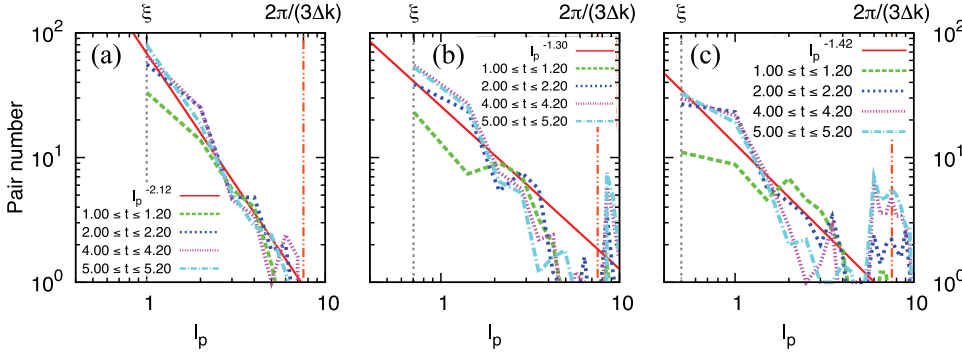 ξ 2π/(3Δk) ξ 2π/(3Δk) ξ 2π/(3Δk)
10² 10²
(a) (b) (c)
l_p^-1.30
1.00 ≤ t ≤ 1.20
2.00 ≤ t ≤ 2.20
4.00 ≤ t ≤ 4.20
5.00 ≤ t ≤ 5.20
l_p^-1.42
1.00 ≤ t ≤ 1.20
2.00 ≤ t ≤ 2.20
4.00 ≤ t ≤ 4.20
5.00 ≤ t ≤ 5.20
Pair number
10¹ 10¹
l_p^-2.12
1.00 ≤ t ≤ 1.20
2.00 ≤ t ≤ 2.20
4.00 ≤ t ≤ 4.20
5.00 ≤ t ≤ 5.20
10⁰ 10⁰
1 10 1 10 1 10
l_p l_p l_p